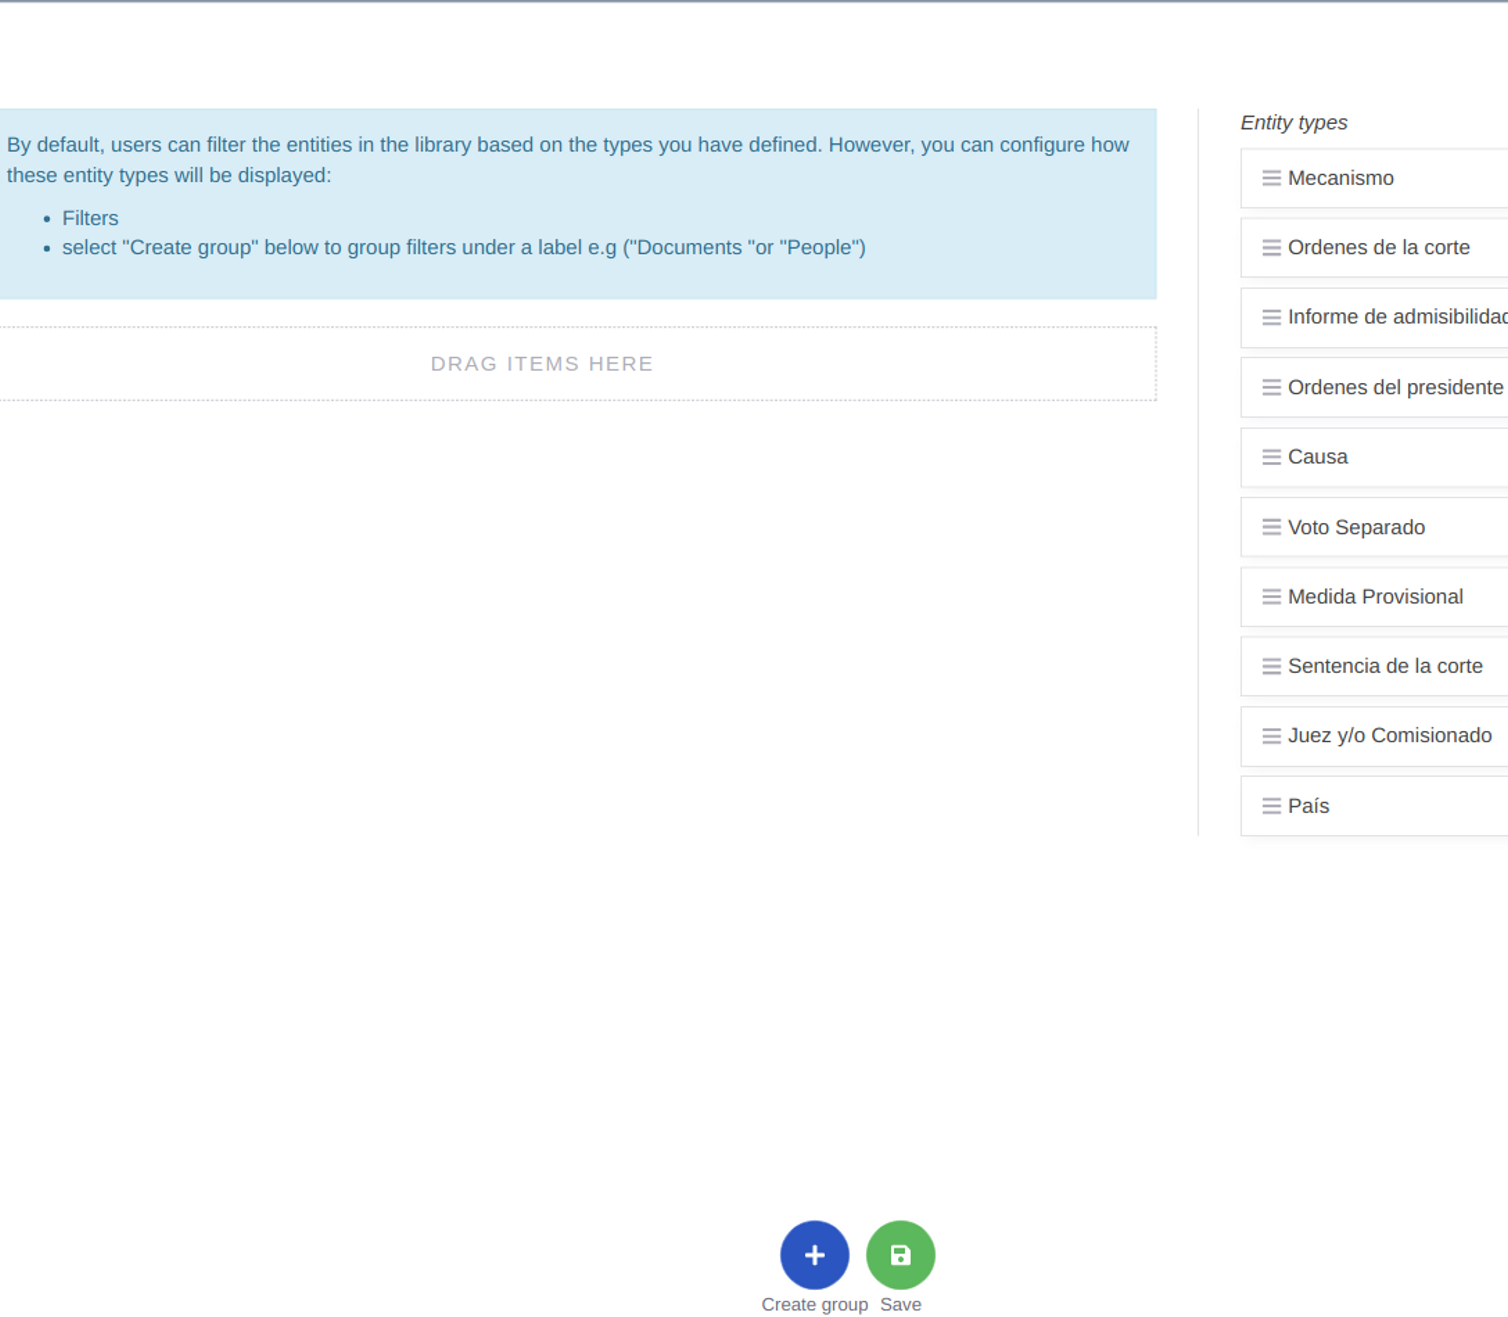 By default, users can filter the entities in the library based on the types you have defined. However, you can configure how
these entity types will be displayed:
Filters
select "Create group" below to group filters under a label e.g ("Documents "or "People")
DRAG ITEMS HERE
Entity types
Mecanismo
Ordenes de la corte
Informe de admisibilidad
Ordenes del presidente
Causa
Voto Separado
Medida Provisional
Sentencia de la corte
Juez y/o Comisionado
País
Create group
Save